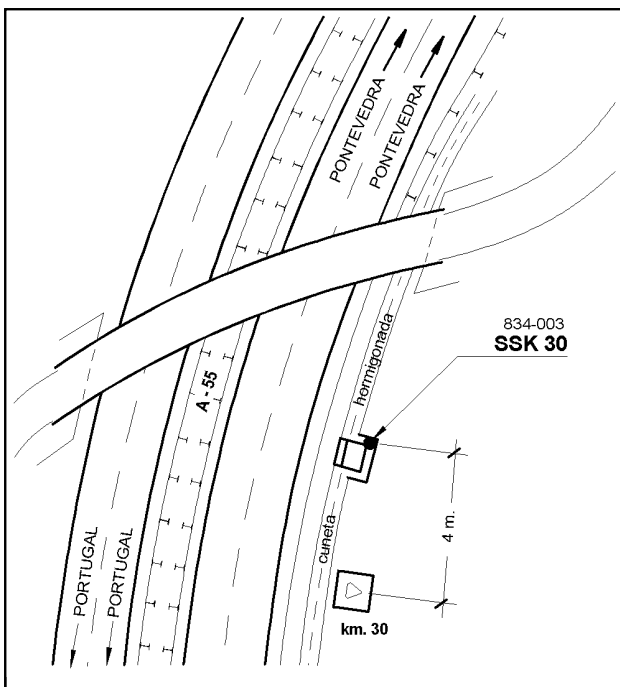 PONTEVEDRA
PONTEVEDRA
834-003
SSK 30
hormigonada
A - 55
4 m.
cuneta
PORTUGAL
PORTUGAL
km. 30